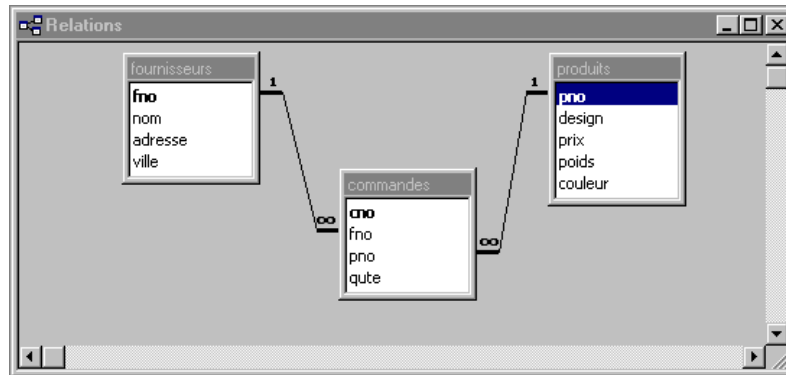 Relations
fournisseurs
fno
nom
adresse
ville
1
∞
produits
pno
design
prix
poids
couleur
1
∞
commandes
cno
fno
pno
qute